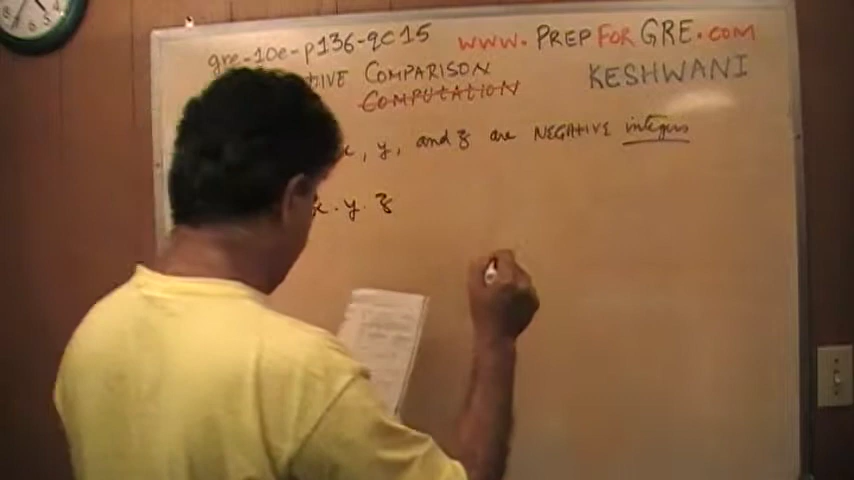 gre-10e-p136-qc15 www. PREPFORGRE.COM
COMPARISON KESHWANI
COMPUTATION
x, y, and z are NEGATIVE integers
x. y. z